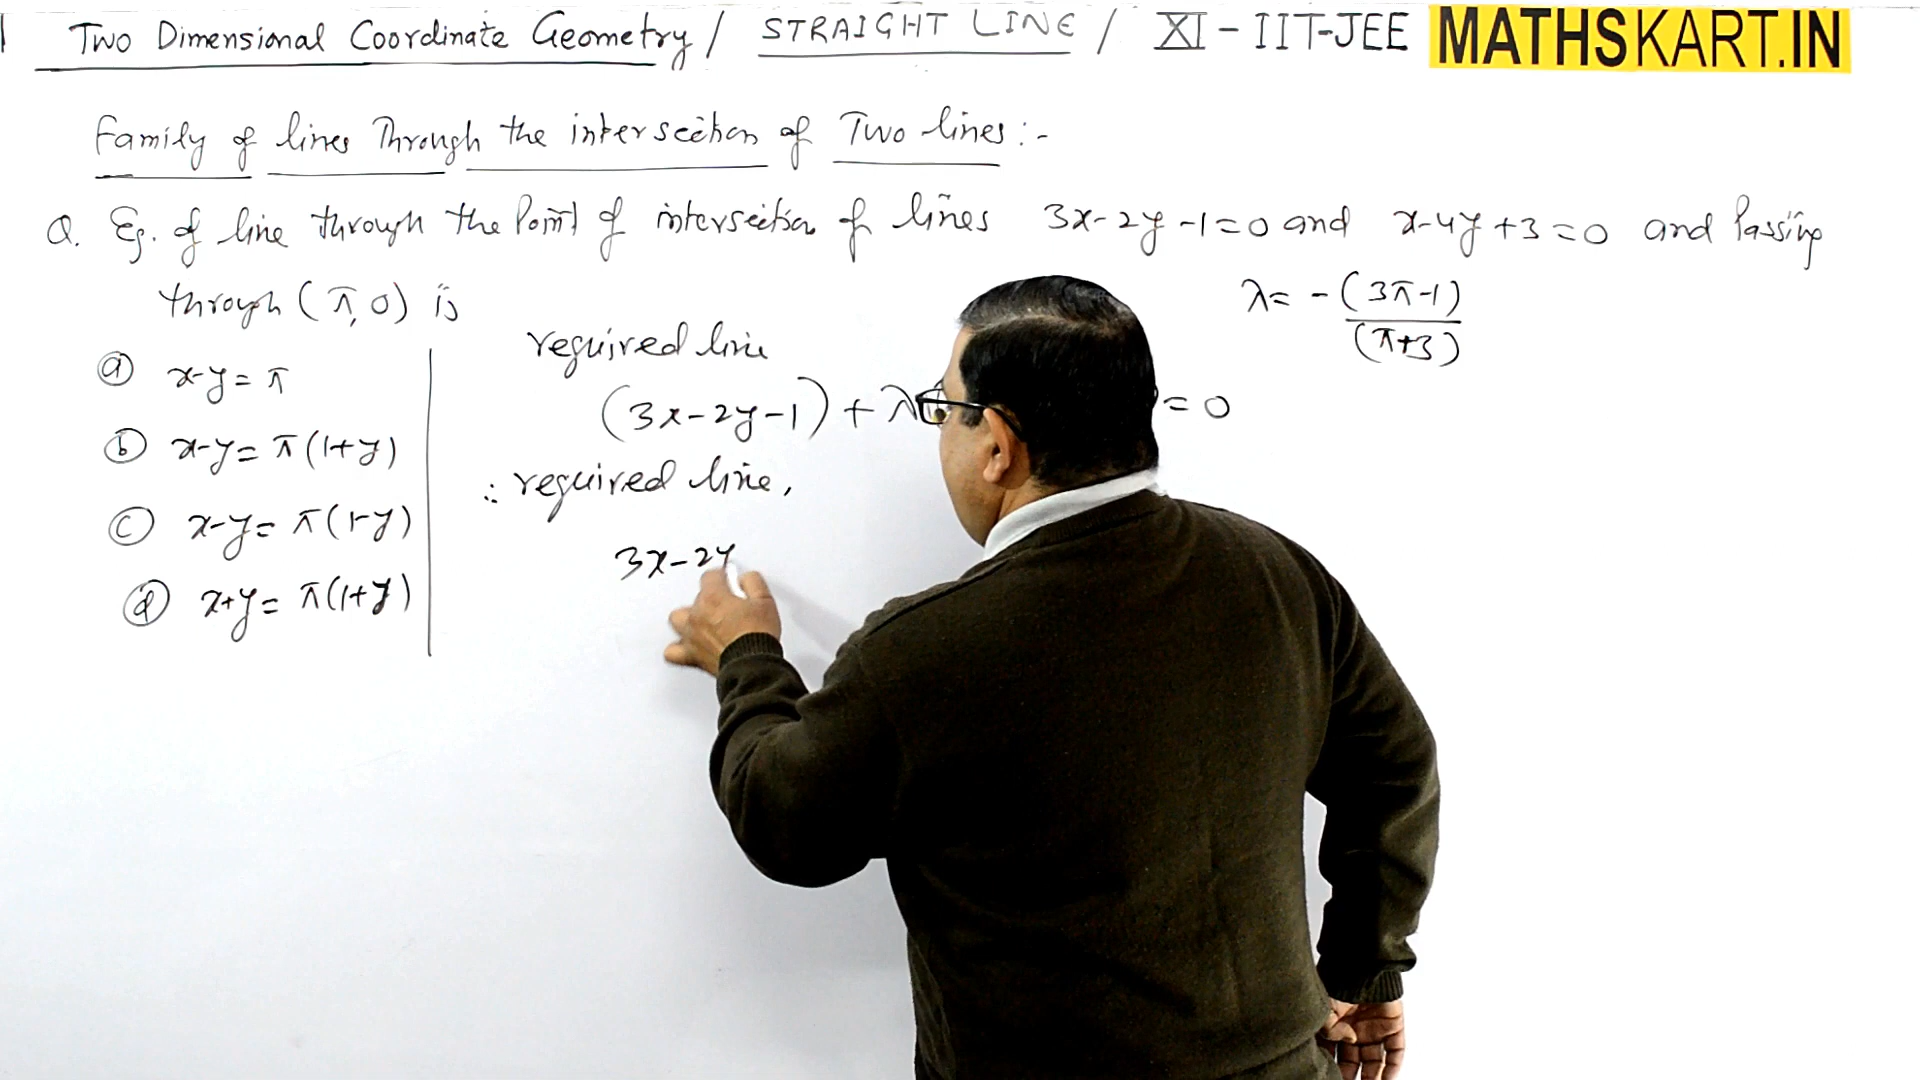 Two Dimensional Coordinate Geometry / STRAIGHT LINE / XI - IIT-JEE MATHSKART.IN
Family of lines Through the intersection of Two lines :-
Q. Eq. of line through the Point of intersection of lines 3x-2y-1=0 and x-4y+3=0 and Passing
through (π, 0) is
(a) x-y = π
(b) x-y = π(1+y)
(c) x-y = π(1-y)
(d) x+y = π(1+y)
required line
(3x-2y-1) + λ = 0
∴ required line,
3x-2y
λ = -(3π-1)
(π+3)